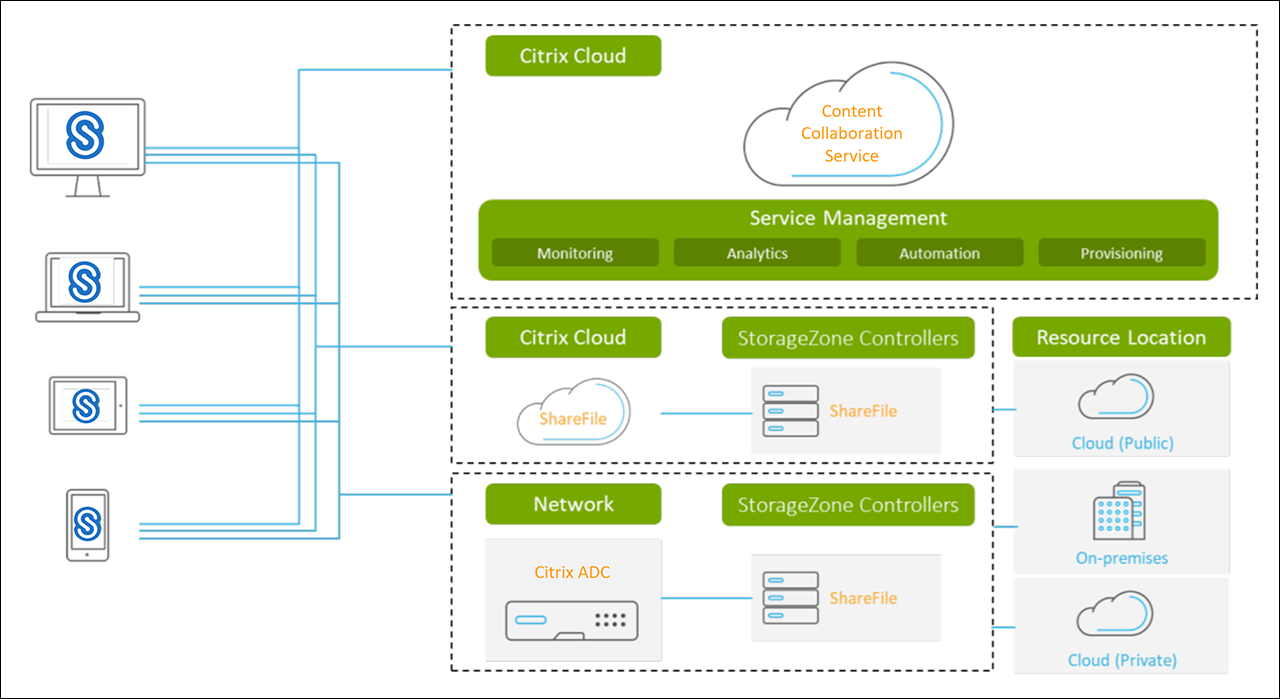 Citrix Cloud
Content
Collaboration
Service
Service Management
Monitoring
Analytics
Automation
Provisioning
Citrix Cloud
StorageZone Controllers
Resource Location
ShareFile
ShareFile
Cloud (Public)
Network
StorageZone Controllers
Citrix ADC
ShareFile
On-premises
Cloud (Private)